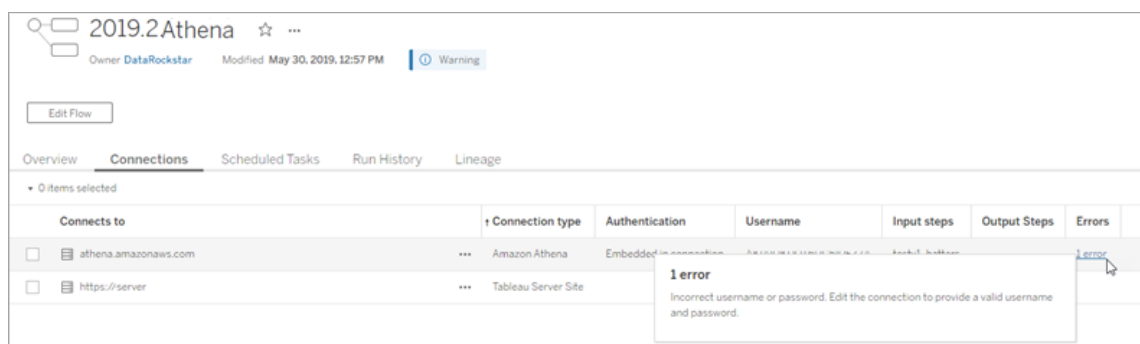 2019.2Athena
Owner DataRockstar Modified May 30, 2019, 12:57 PM Warning
Edit Flow
Overview Connections Scheduled Tasks Run History Lineage
0 items selected
Connects to ↑ Connection type Authentication Username Input steps Output Steps Errors
athena.amazonaws.com ... Amazon Athena Embedded in connection 1 error
https://server ... Tableau Server Site
1 error
Incorrect username or password. Edit the connection to provide a valid username
and password.